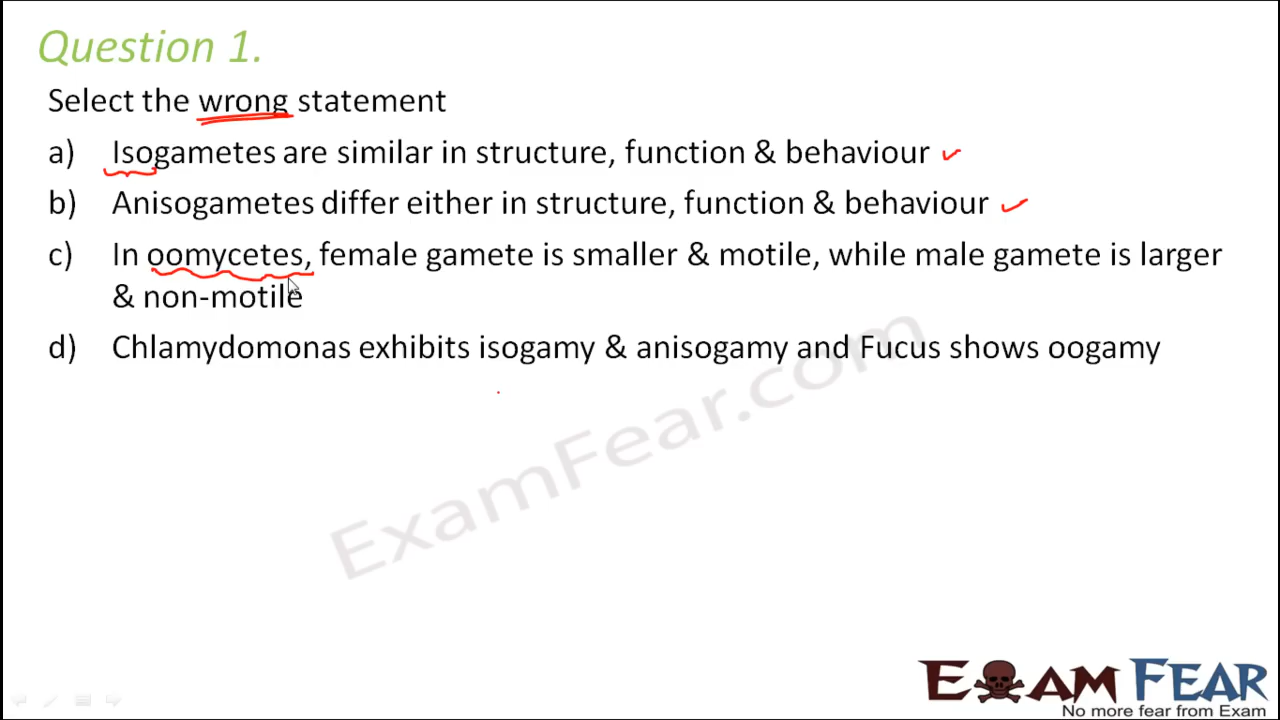 Question 1.
Select the wrong statement
a) Isogametes are similar in structure, function & behaviour
b) Anisogametes differ either in structure, function & behaviour
c) In oomycetes, female gamete is smaller & motile, while male gamete is larger
& non-motile
d) Chlamydomonas exhibits isogamy & anisogamy and Fucus shows oogamy
ExamFear.com
EXAM FEAR
No more fear from Exam